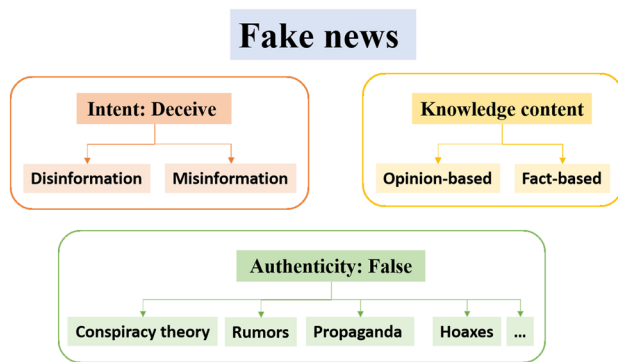 Fake news
Intent: Deceive
Knowledge content
Disinformation
Misinformation
Opinion-based
Fact-based
Authenticity: False
Conspiracy theory
Rumors
Propaganda
Hoaxes
...